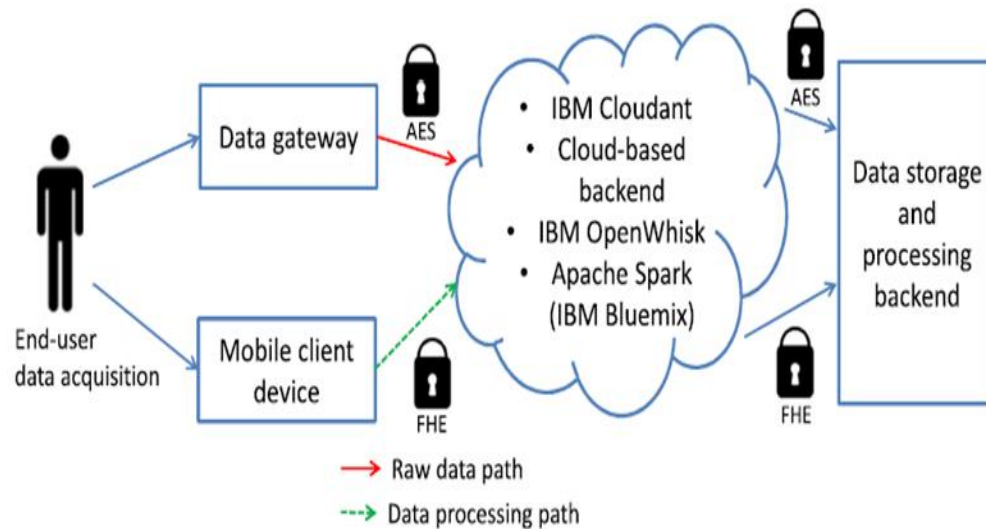 End-user
data acquisition
Data gateway
Mobile client
device
AES
FHE
• IBM Cloudant
• Cloud-based
backend
• IBM OpenWhisk
• Apache Spark
(IBM Bluemix)
AES
FHE
Data storage
and
processing
backend
Raw data path
Data processing path